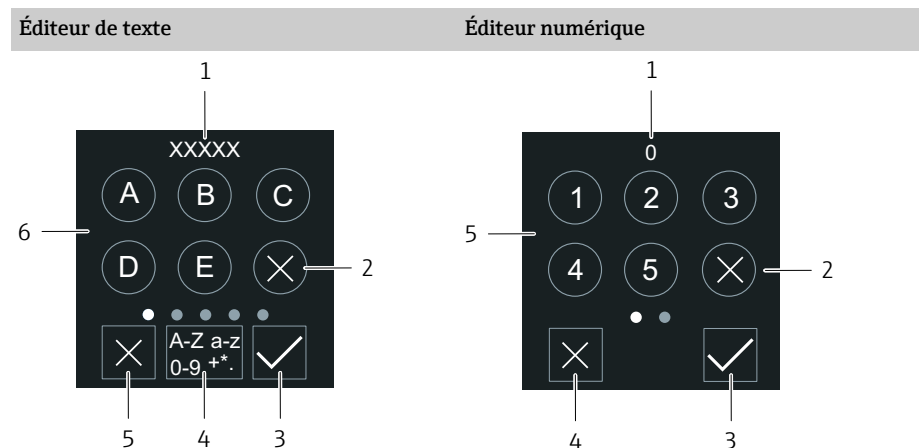 Éditeur de texte
Éditeur numérique
1
XXXXX
A B C
6
D E
2
A-Z a-z
0-9 +*.
5 4 3
1
0
1 2 3
5
4 5
2
4 3